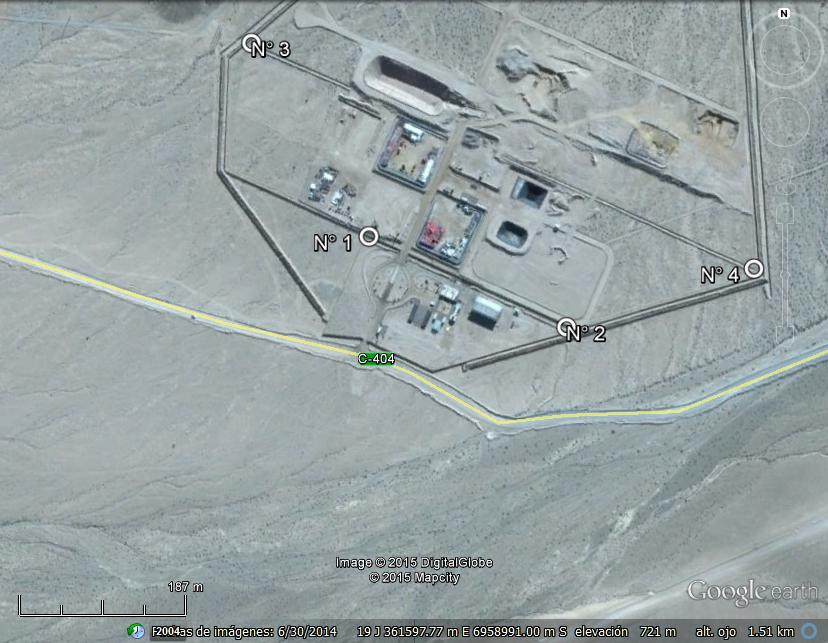 N
N° 3
N° 1
N° 4
N° 2
C-404
Image © 2015 DigitalGlobe
© 2015 Mapcity
Google earth
187 m
2004
as de imágenes: 6/30/2014 19 J 361597.77 m E 6958991.00 m S elevación 721 m alt. ojo 1.51 km